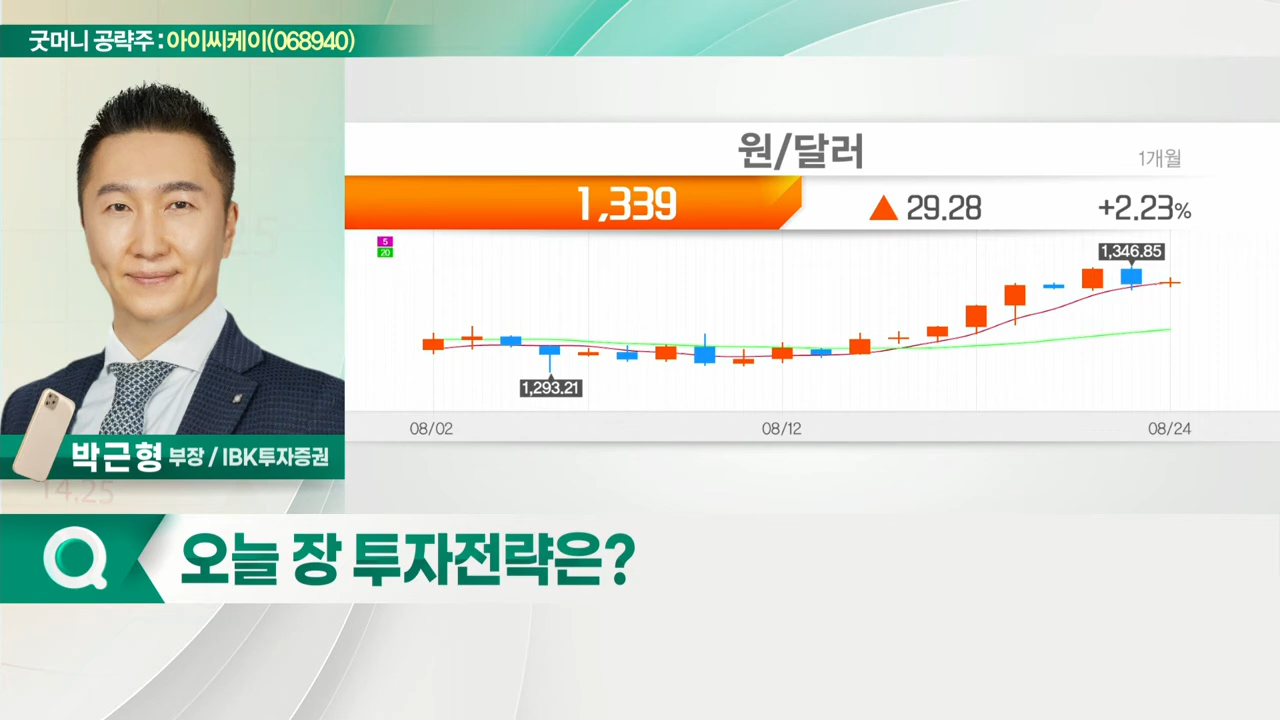 굿머니 공략주 : 아이씨케이(068940)
원/달러
1개월
1,339 ▲ 29.28 +2.23%
5
20
1,346.85
1,293.21
08/02 08/12 08/24
박근형 부장 / IBK투자증권
14.25
Q 오늘 장 투자전략은?